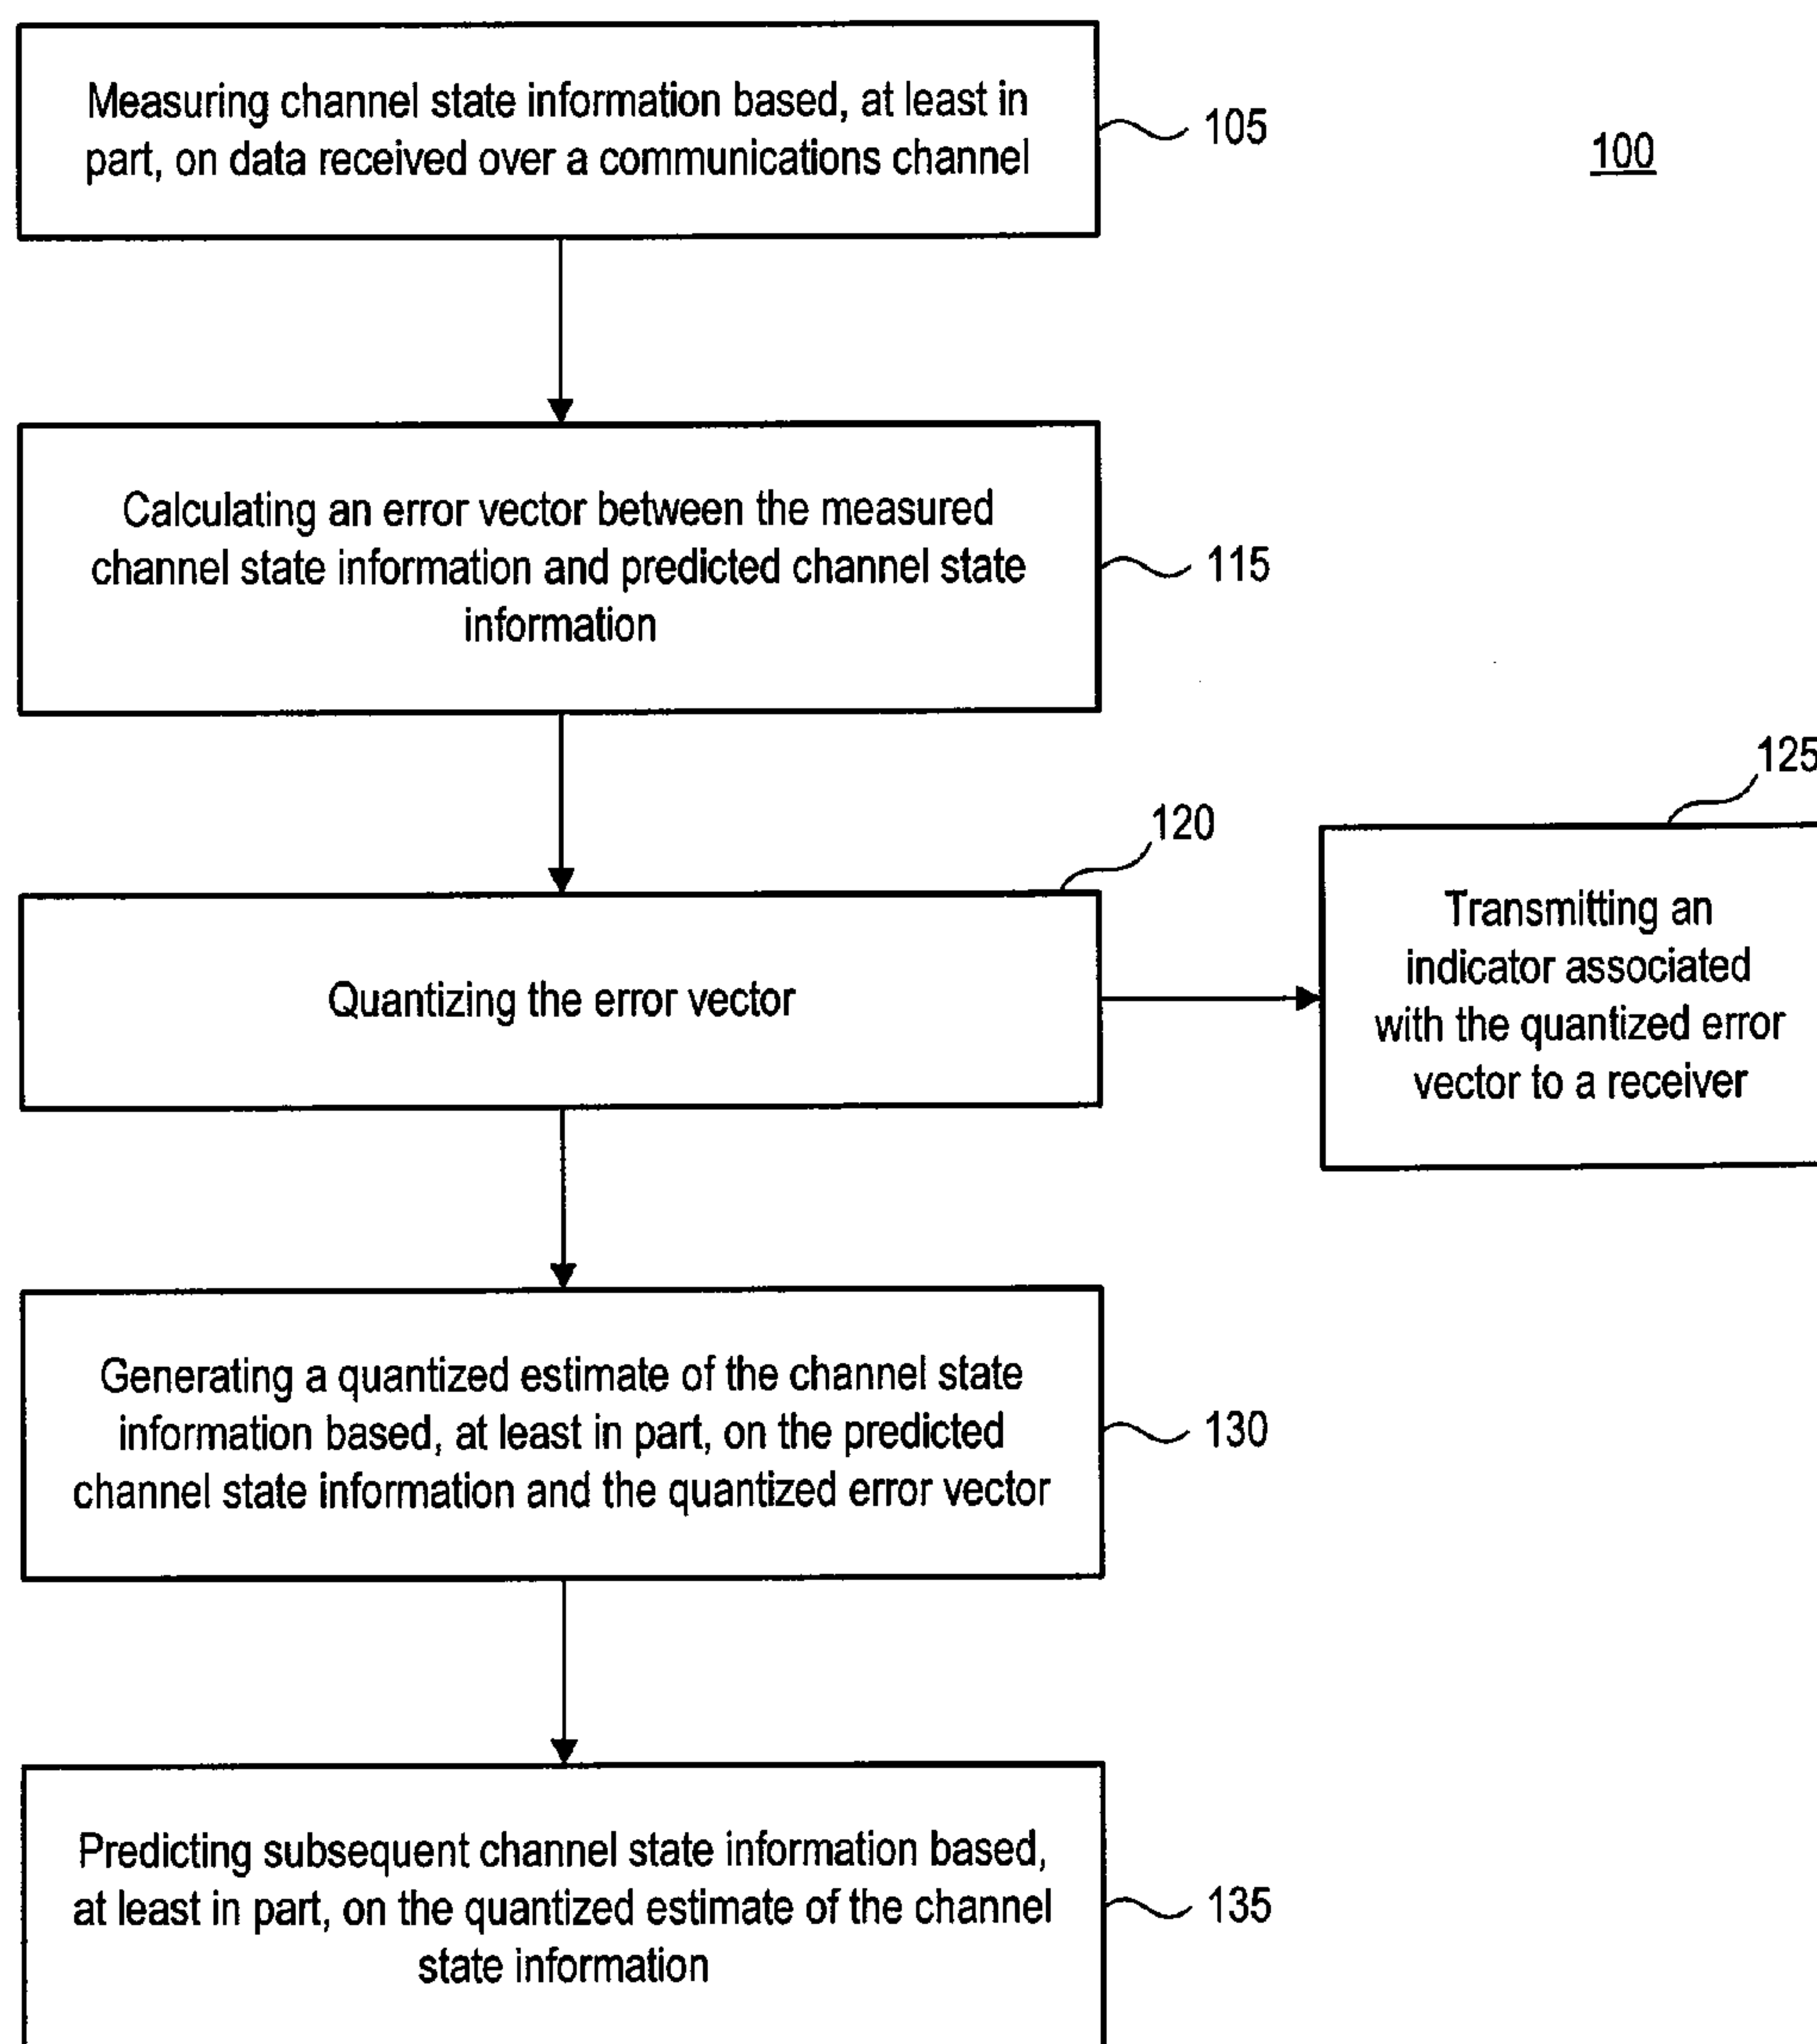 Measuring channel state information based, at least in
part, on data received over a communications channel
105
100
Calculating an error vector between the measured
channel state information and predicted channel state
information
115
125
120
Quantizing the error vector
Transmitting an
indicator associated
with the quantized error
vector to a receiver
Generating a quantized estimate of the channel state
information based, at least in part, on the predicted
channel state information and the quantized error vector
130
Predicting subsequent channel state information based,
at least in part, on the quantized estimate of the channel
state information
135